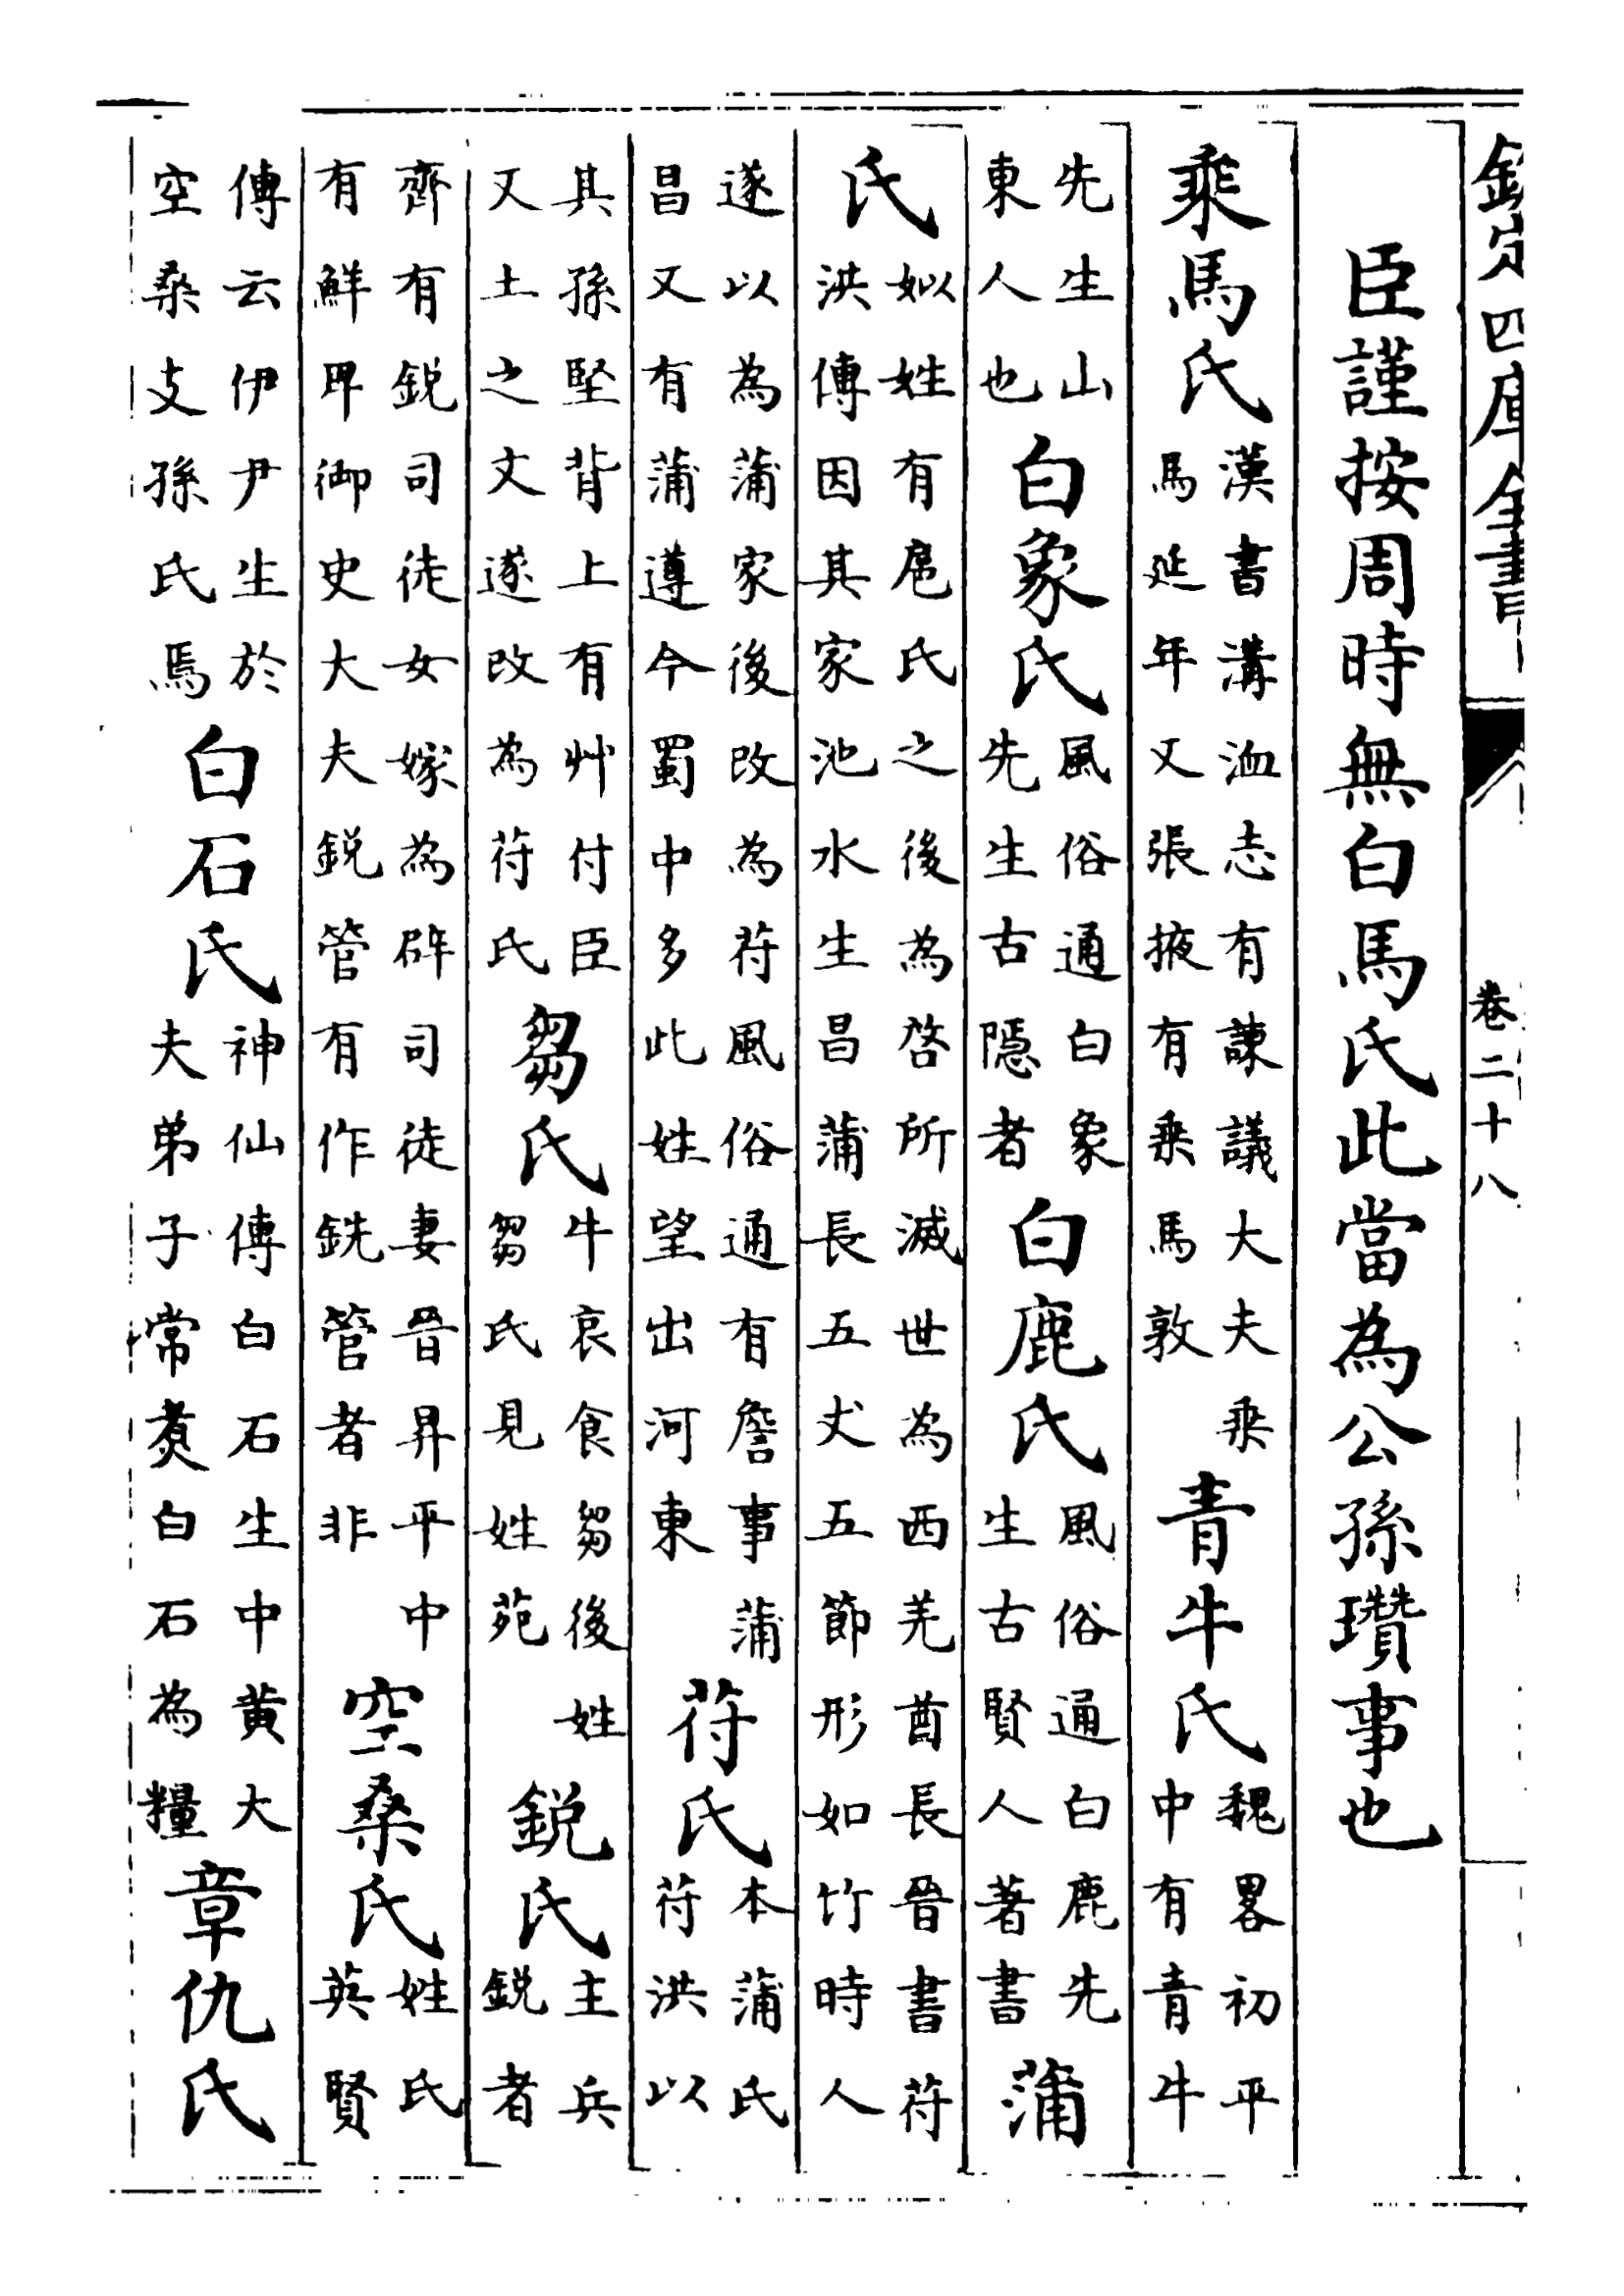 欽定四庫全書　卷二十八
臣謹按周時無白馬氏此當為公孫瓚事也
乘馬氏漢書溝洫志有諫議大夫乗馬延年又張掖有乗馬敦青牛氏魏畧初平中有青牛
先生山東人也白象氏風俗通白象先生古隱者白鹿氏風俗通白鹿先生古賢人著書蒲
氏姒姓有扈氏之後為啓所滅世為西羌酋長晉書苻洪傳因其家池水生昌蒲長五丈五節形如竹時人
遂以為蒲家後改為苻風俗通有詹事蒲昌又有蒲遵今蜀中多此姓望出河東苻氏本蒲氏苻洪以
其孫堅背上有艸付臣又土之文遂改為苻氏芻氏牛哀食芻後姓芻氏見姓苑鋭氏主兵鋭者
齊有鋭司徒女嫁為辟司徒妻晉昇平中有鮮卑御史大夫鋭管有作銑管者非空桑氏姓氏英賢
傳云伊尹生於空桑支孫氏焉白石氏神仙傳白石生中黄大夫弟子常煑白石為糧章仇氏